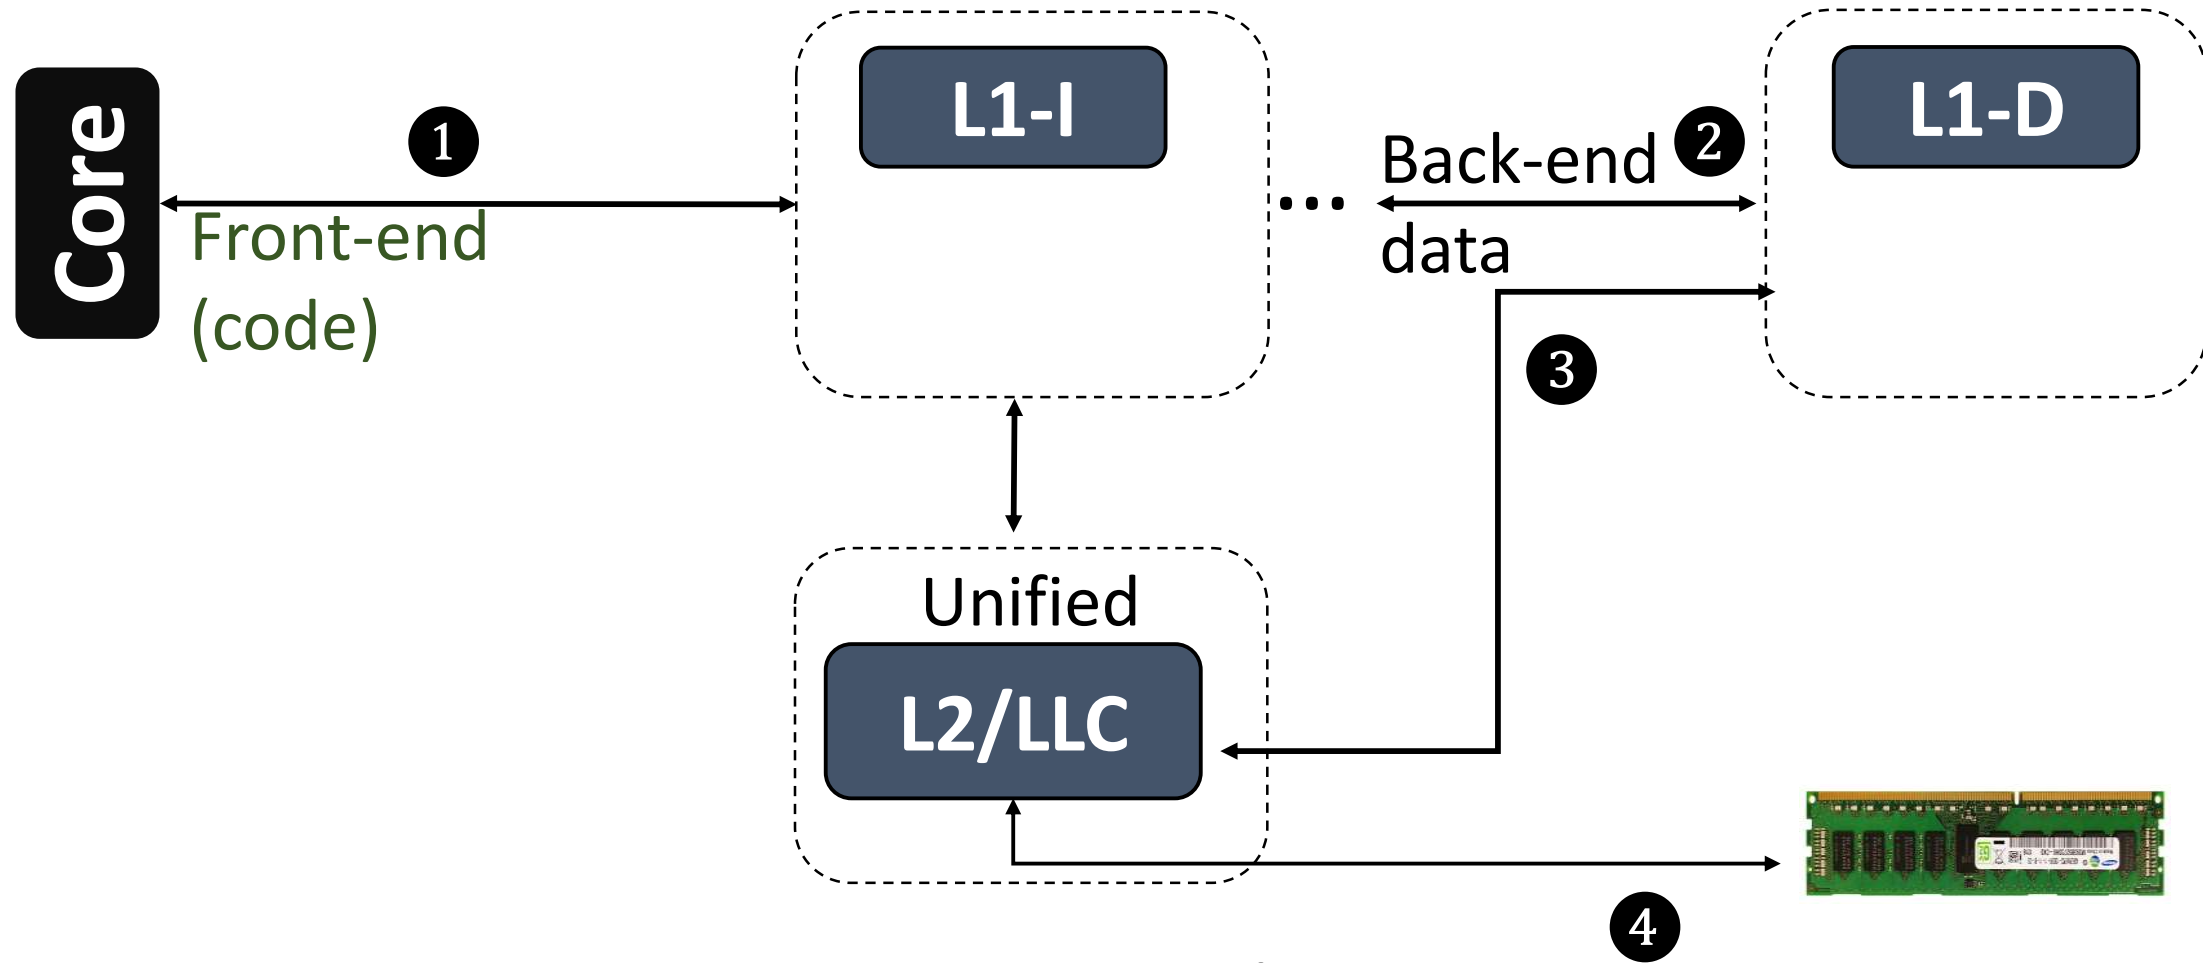 Core
1
Front-end
(code)
L1-I
...
Back-end
data
2
L1-D
3
Unified
L2/LLC
4